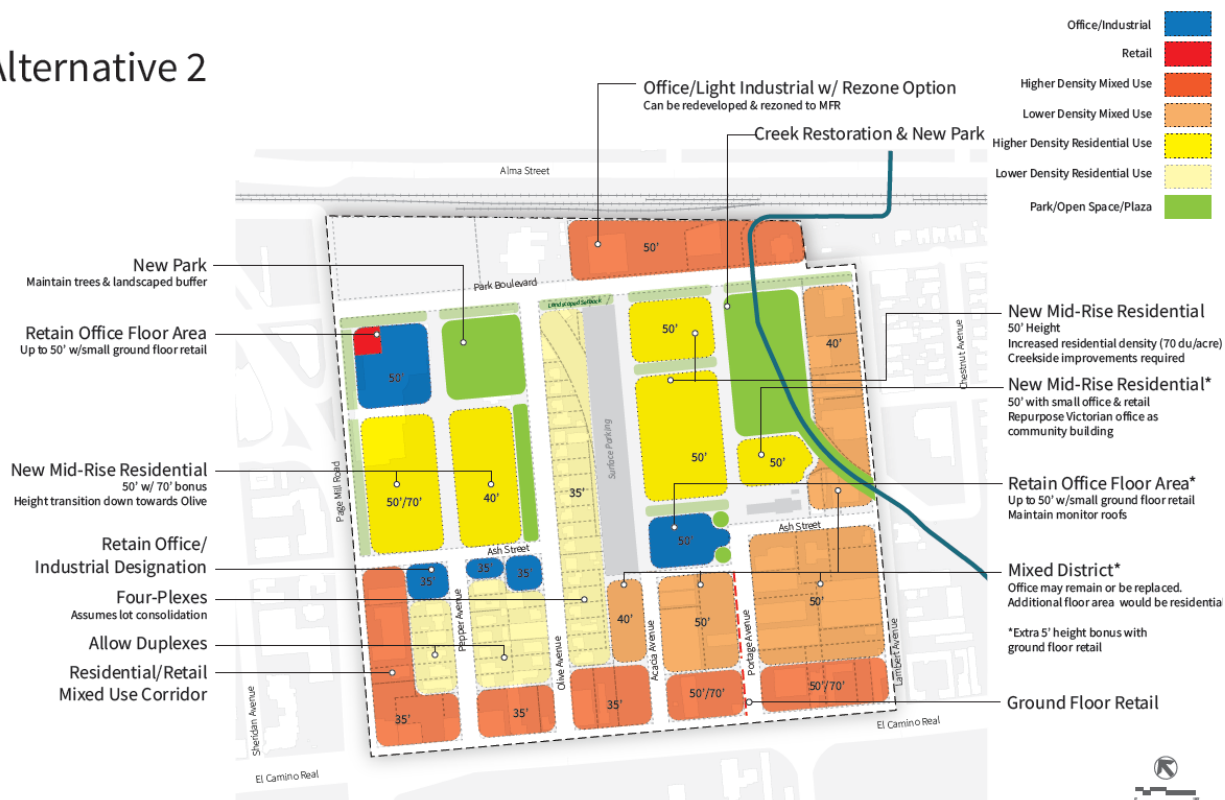 Alternative 2
Office/Industrial
Retail
Higher Density Mixed Use
Lower Density Mixed Use
Higher Density Residential Use
Lower Density Residential Use
Park/Open Space/Plaza
Office/Light Industrial w/ Rezone Option
Can be redeveloped & rezoned to MFR
Creek Restoration & New Park
Alma Street
50'
New Park
Maintain trees & landscaped buffer
Park Boulevard
Landscaped Setback
Retain Office Floor Area
Up to 50' w/small ground floor retail
50'
50'
40'
Chestnut Avenue
New Mid-Rise Residential
50' Height
Increased residential density (70 du/acre)
Creekside improvements required
New Mid-Rise Residential*
50' with small office & retail
Repurpose Victorian office as
community building
New Mid-Rise Residential
50' w/ 70' bonus
Height transition down towards Olive
Page Mill Road
50'/70'
40'
35'
Surface Parking
50'
50'
Retain Office Floor Area*
Up to 50' w/small ground floor retail
Maintain monitor roofs
Ash Street
50'
Ash Street
Retain Office/
Industrial Designation
35'
35'
35'
Four-Plexes
Assumes lot consolidation
Allow Duplexes
Residential/Retail
Mixed Use Corridor
Pepper Avenue
Olive Avenue
40'
Acacia Avenue
50'
Portage Avenue
50'
Lambert Avenue
Mixed District*
Office may remain or be replaced.
Additional floor area would be residential
*Extra 5' height bonus with
ground floor retail
Sheridan Avenue
35'
35'
35'
50'/70'
50'/70'
Ground Floor Retail
El Camino Real
El Camino Real